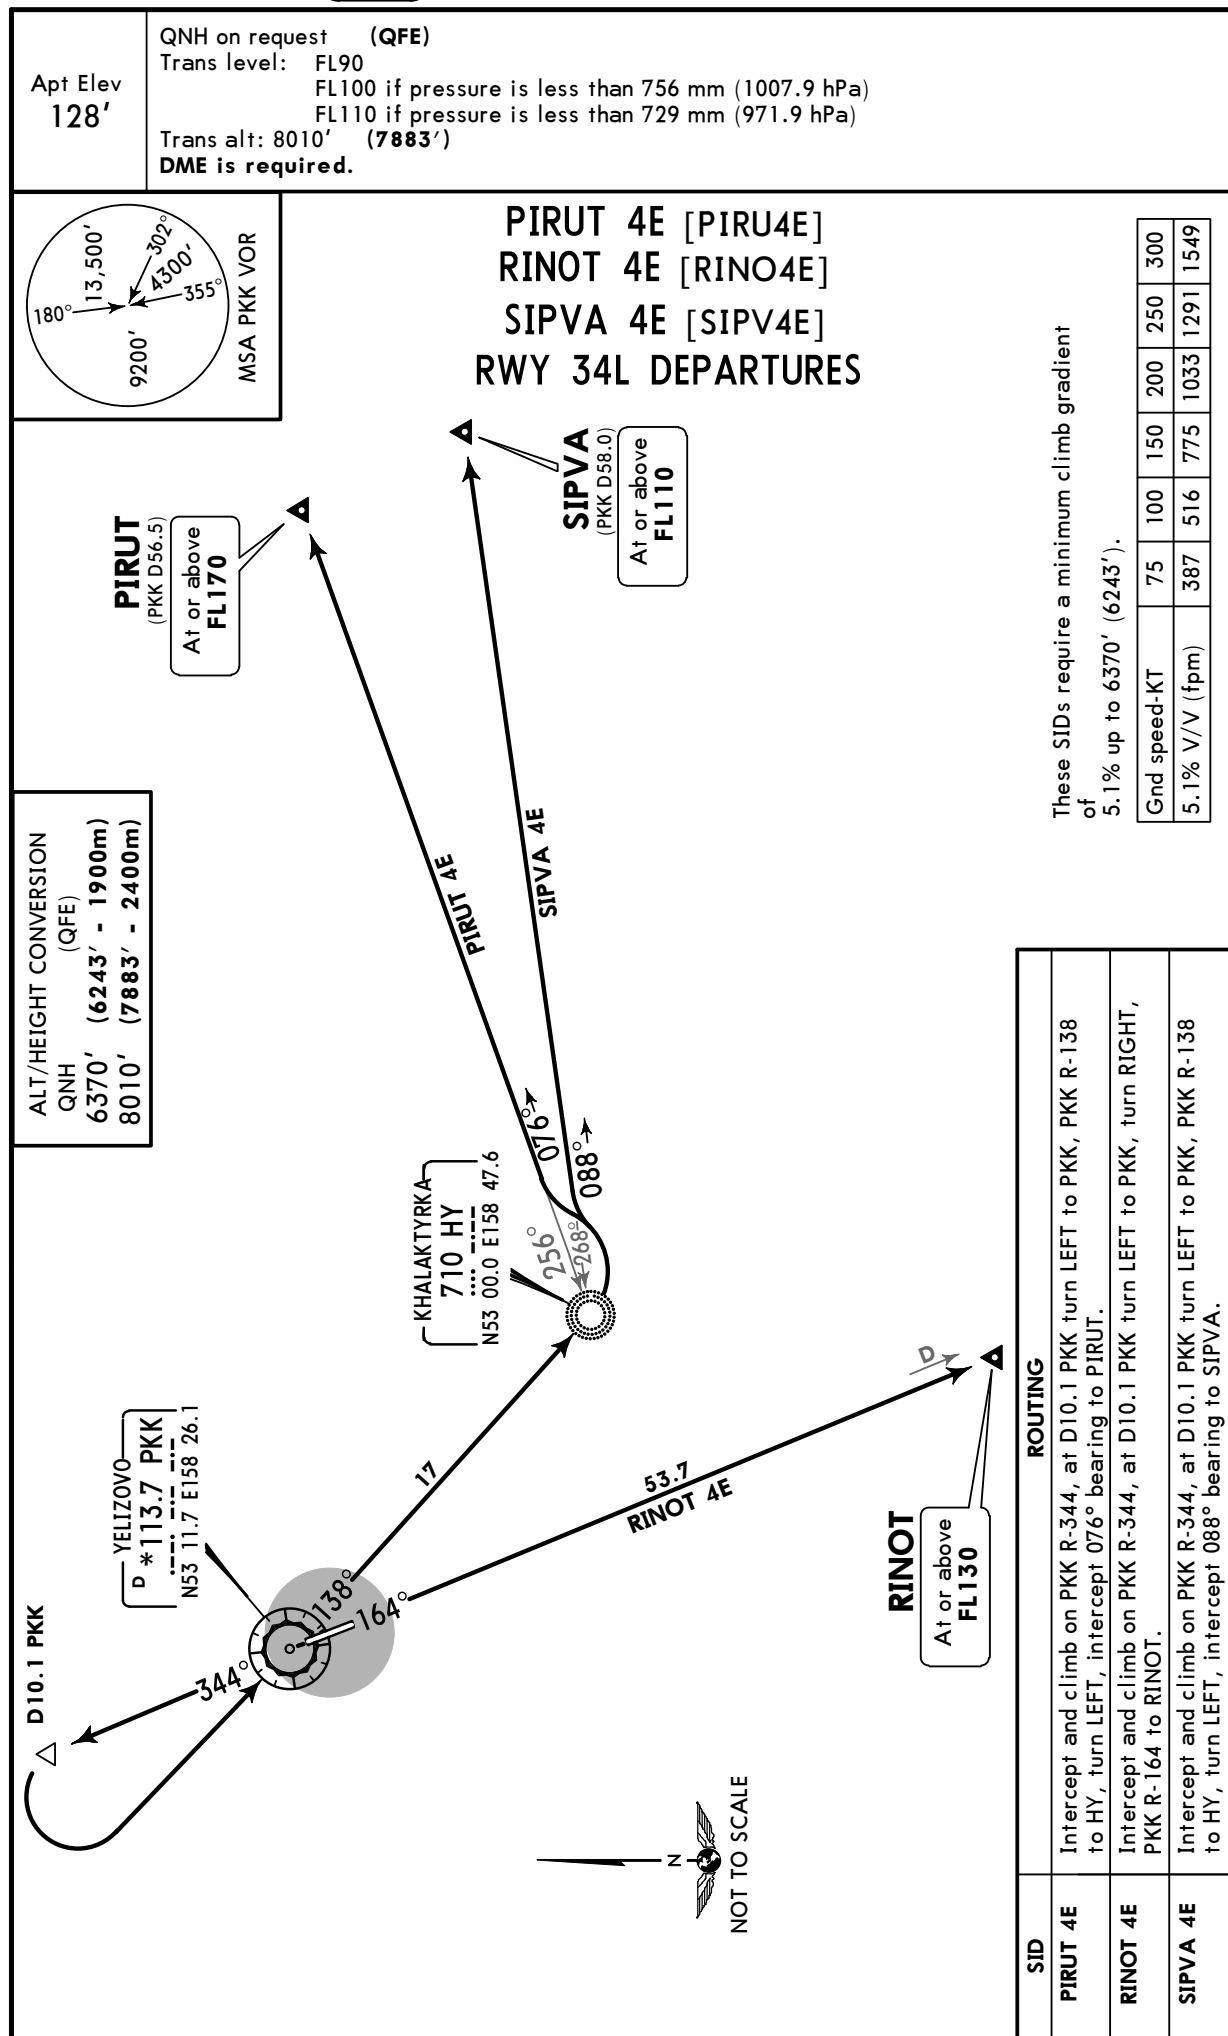 Apt Elev
128'
QNH on request (QFE)
Trans level: FL90
FL100 if pressure is less than 756 mm (1007.9 hPa)
FL110 if pressure is less than 729 mm (971.9 hPa)
Trans alt: 8010' (7883')
DME is required.
180°
13,500'
302°
4300'
355°
9200'
MSA PKK VOR
PIRUT 4E [PIRU4E]
RINOT 4E [RINO4E]
SIPVA 4E [SIPV4E]
RWY 34L DEPARTURES
These SIDs require a minimum climb gradient
of
5.1% up to 6370' (6243').
Gnd speed-KT 75 100 150 200 250 300
5.1% V/V (fpm) 387 516 775 1033 1291 1549
PIRUT
(PKK D56.5)
At or above
FL170
SIPVA
(PKK D58.0)
At or above
FL110
ALT/HEIGHT CONVERSION
QNH (QFE)
6370' (6243' - 1900m)
8010' (7883' - 2400m)
PIRUT 4E
SIPVA 4E
076°
088°
256°
268°
KHALAKTYRKA
710 HY
N53 00.0 E158 47.6
YELIZOVO
D *113.7 PKK
N53 11.7 E158 26.1
D10.1 PKK
344°
138°
164°
17
53.7
RINOT 4E
D
RINOT
At or above
FL130
N
NOT TO SCALE
SID ROUTING
PIRUT 4E Intercept and climb on PKK R-344, at D10.1 PKK turn LEFT to PKK, PKK R-138
to HY, turn LEFT, intercept 076° bearing to PIRUT.
RINOT 4E Intercept and climb on PKK R-344, at D10.1 PKK turn LEFT to PKK, turn RIGHT,
PKK R-164 to RINOT.
SIPVA 4E Intercept and climb on PKK R-344, at D10.1 PKK turn LEFT to PKK, PKK R-138
to HY, turn LEFT, intercept 088° bearing to SIPVA.